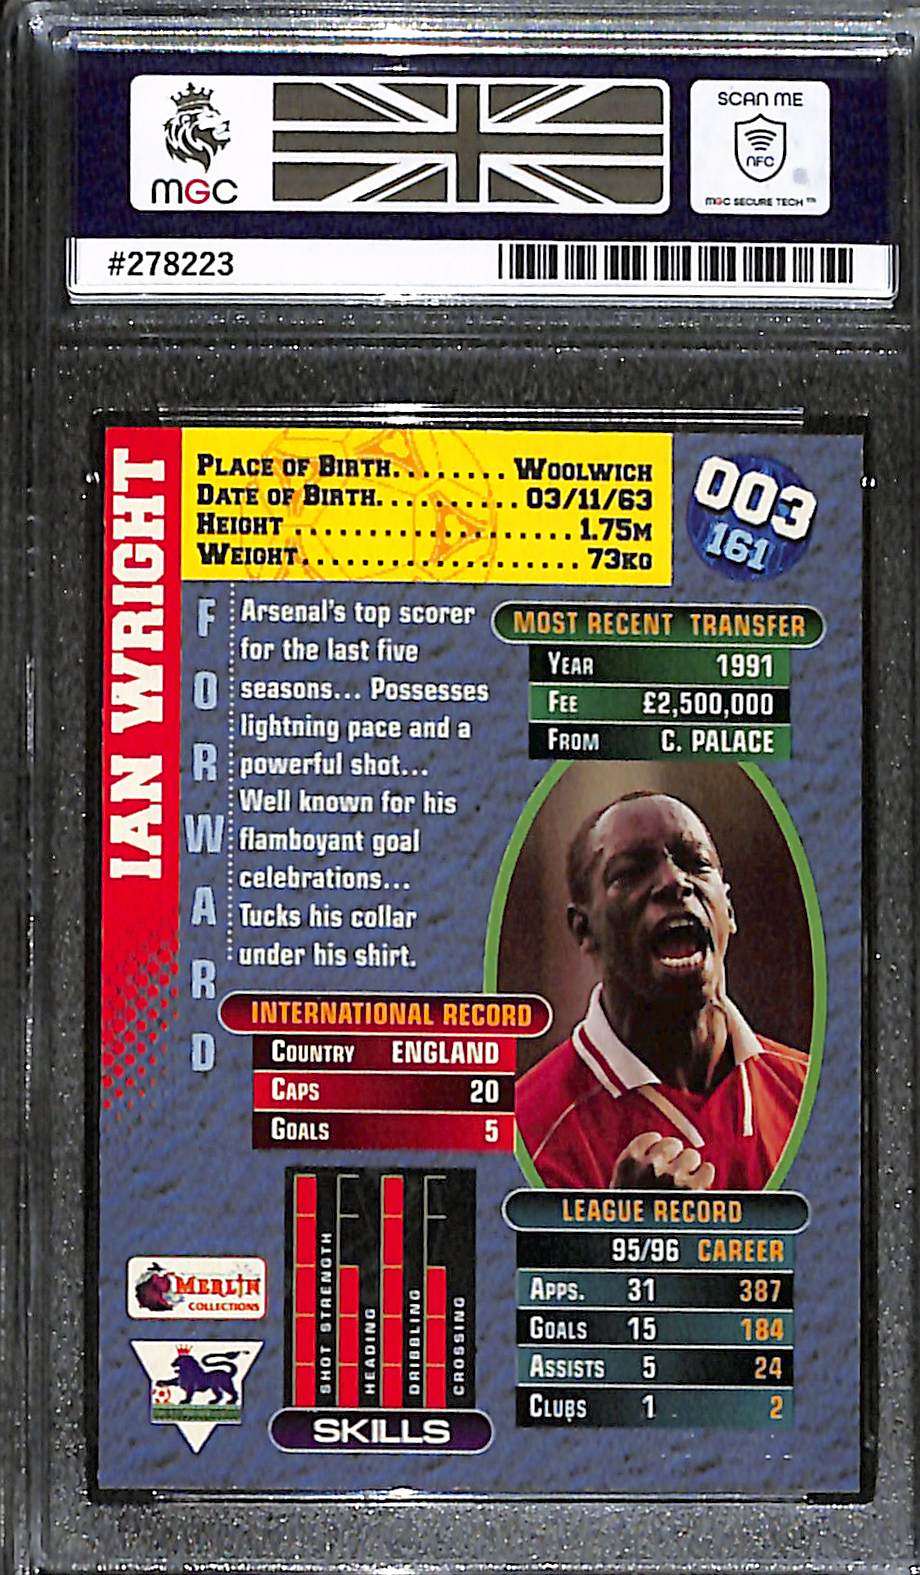 MGC
SCAN ME
NFC
MGC SECURE TECH™
#278223
IAN WRIGHT
PLACE OF BIRTH........WOOLWICH
DATE OF BIRTH..........03/11/63
HEIGHT....................1.75M
WEIGHT..................73KG
003
161
FORWARD
Arsenal's top scorer
for the last five
seasons... Possesses
lightning pace and a
powerful shot...
Well known for his
flamboyant goal
celebrations...
Tucks his collar
under his shirt.
MOST RECENT TRANSFER
YEAR 1991
FEE £2,500,000
FROM C. PALACE
INTERNATIONAL RECORD
COUNTRY ENGLAND
CAPS 20
GOALS 5
SHOT STRENGTH
HEADING
DRIBBLING
CROSSING
SKILLS
MERLIN
COLLECTIONS
LEAGUE RECORD
95/96 CAREER
APPS. 31 387
GOALS 15 184
ASSISTS 5 24
CLUBS 1 2